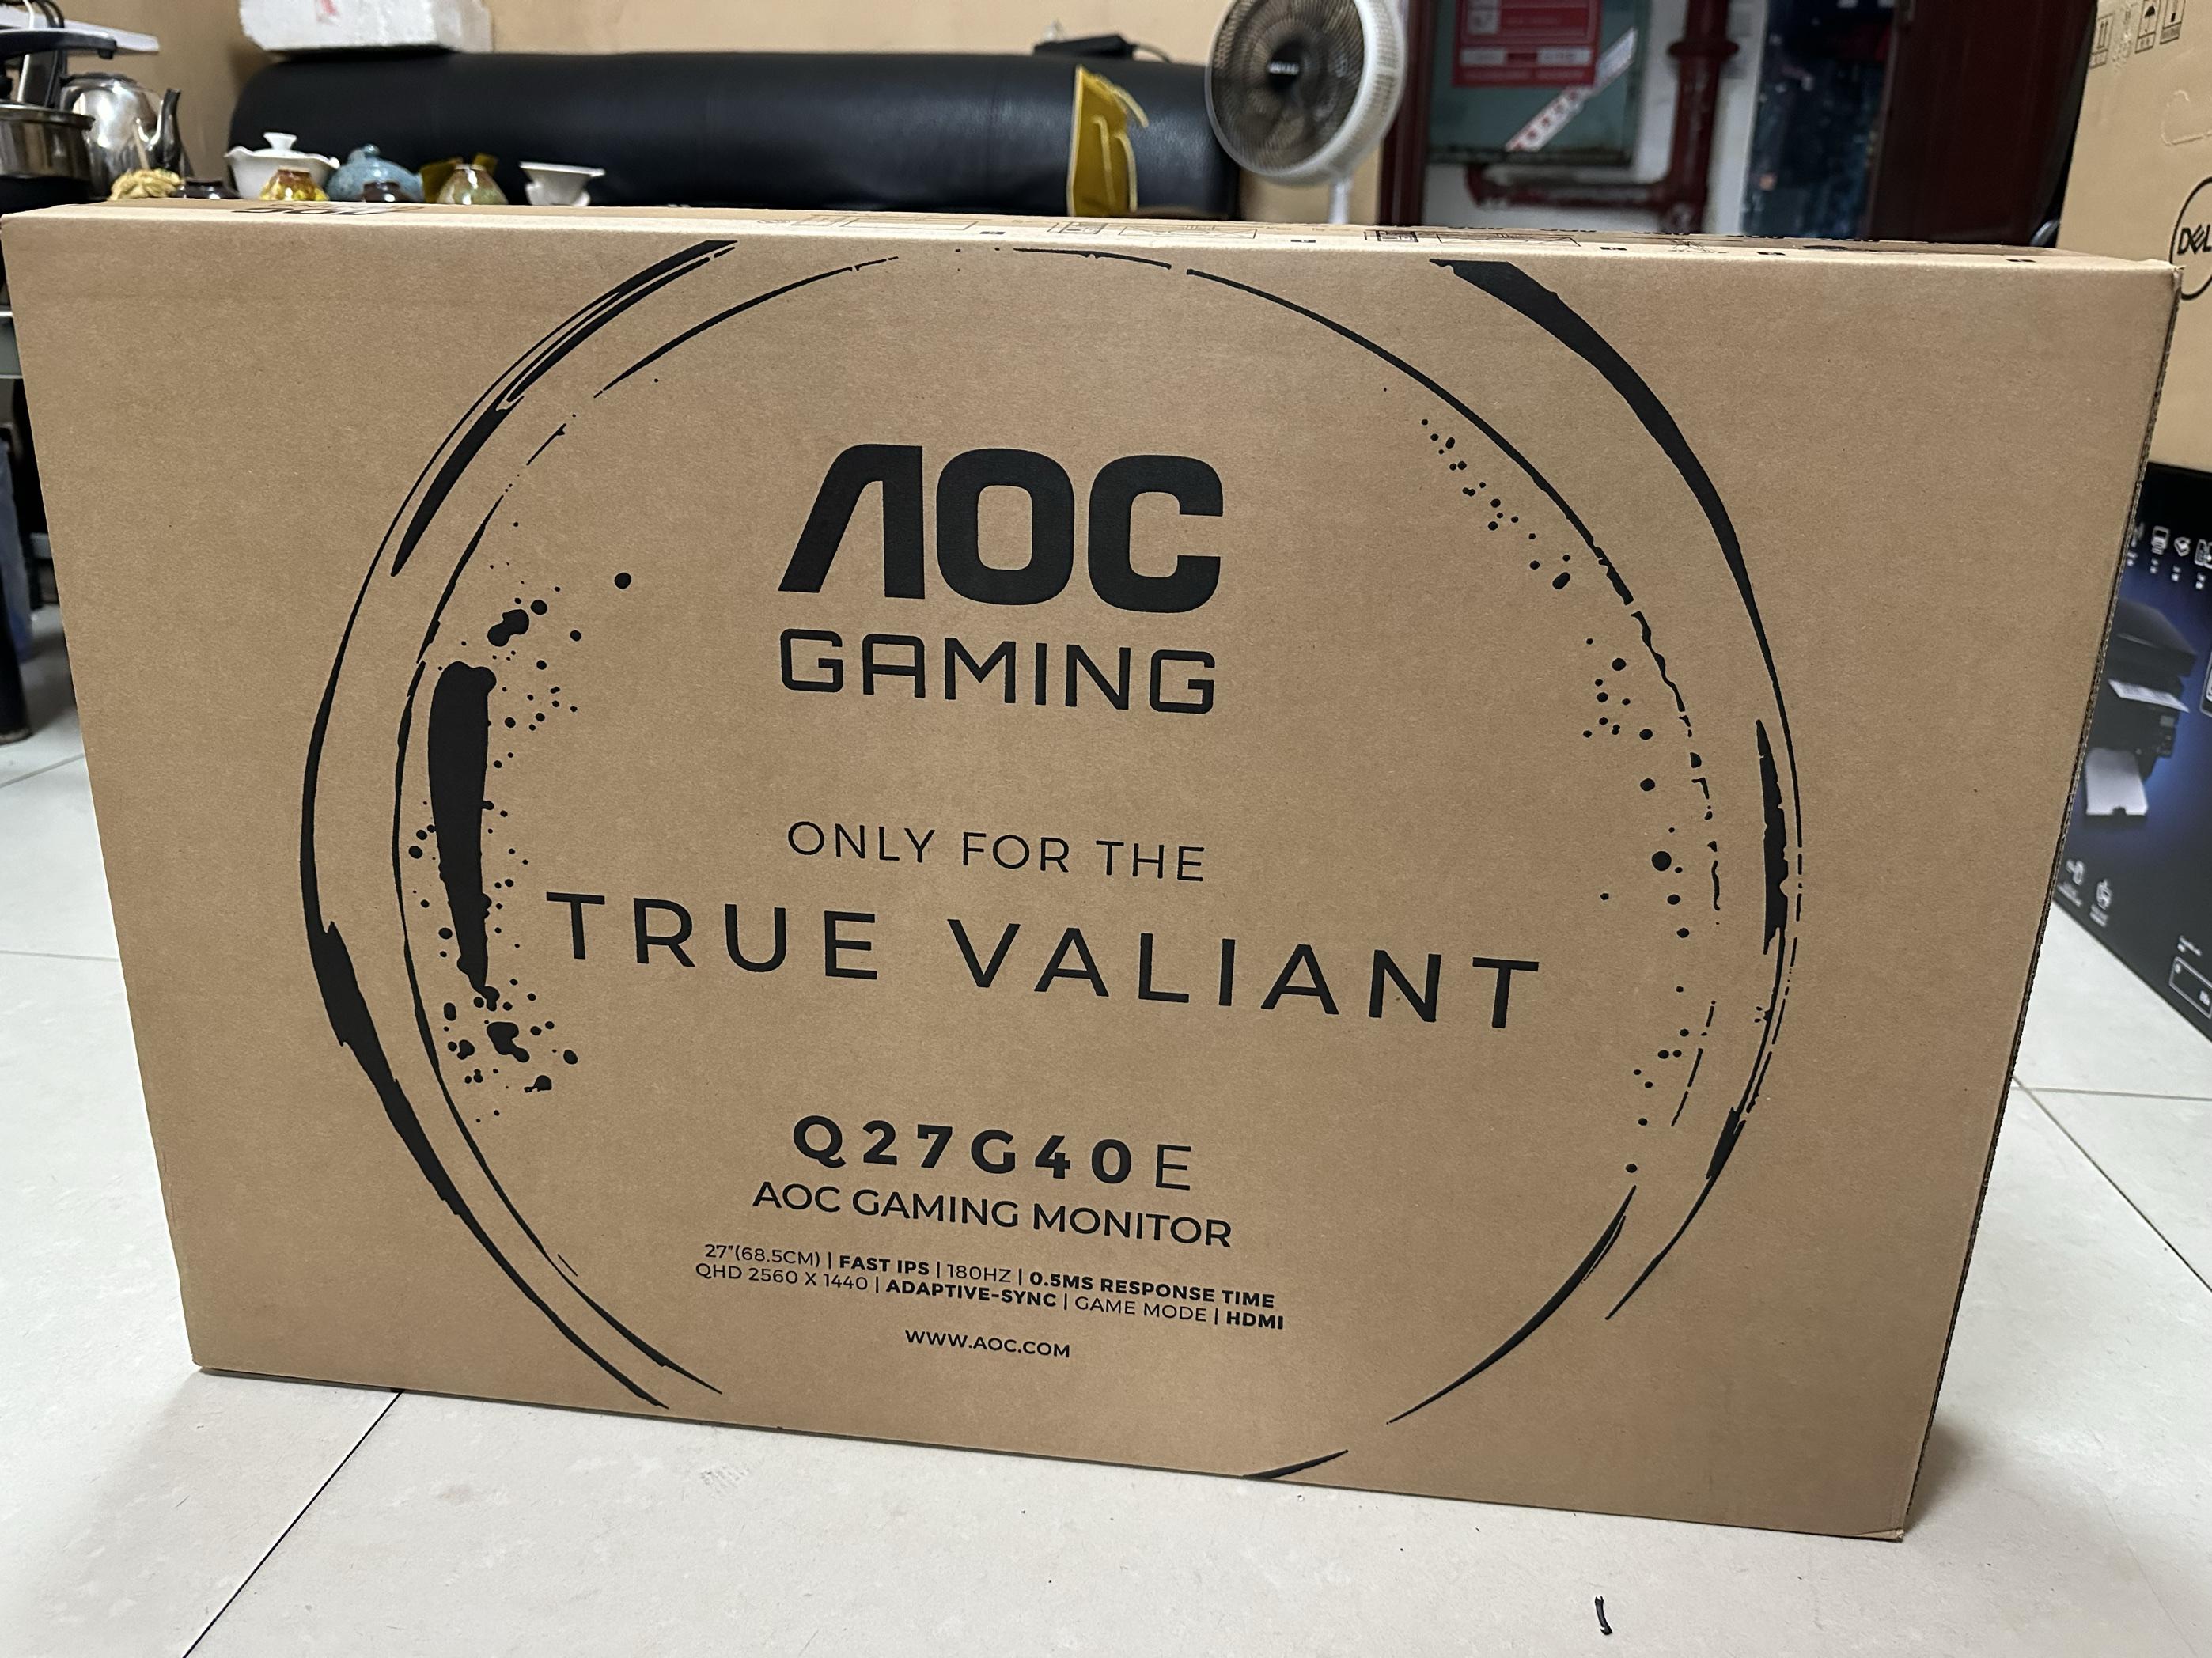 AOC
GAMING
ONLY FOR THE
TRUE VALIANT
Q27G40E
AOC GAMING MONITOR
27"(68.5CM) | FAST IPS | 180HZ | 0.5MS RESPONSE TIME
QHD 2560 X 1440 | ADAPTIVE-SYNC | GAME MODE | HDMI
WWW.AOC.COM
DELL